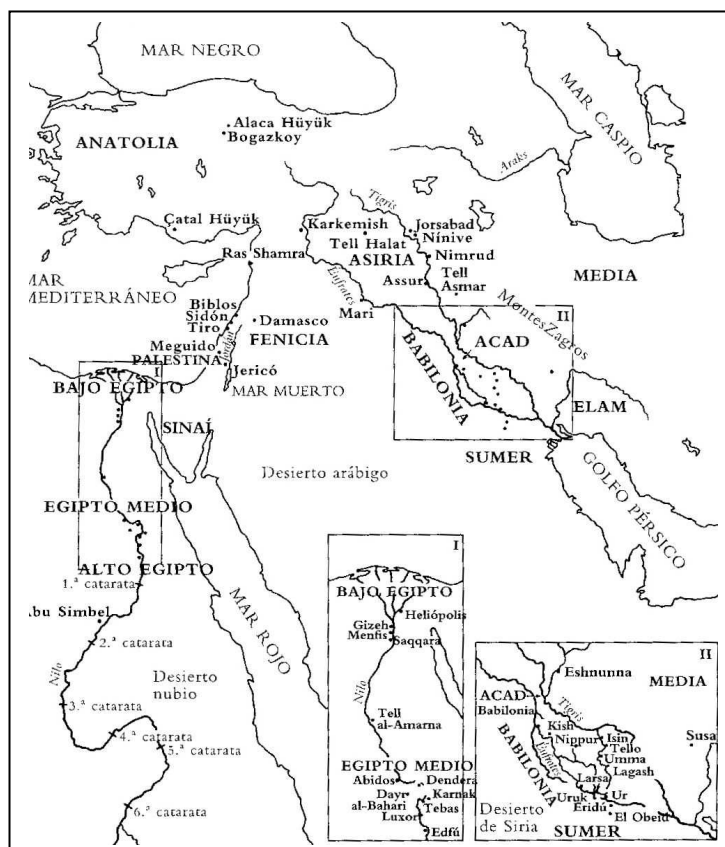 MAR NEGRO
MAR CASPIO
Alaca Hüyük
Bogazkoy
ANATOLIA
Araks
Tigris
Çatal Hüyük
Karkemish
Jorsabad
Tell Halat
Nínive
ASIRIA
Nimrud
Ras Shamra
Assur
Tell
Asmar
MEDIA
MAR
MEDITERRÁNEO
Eufrates
Mari
Biblos
Sidón
Tiro
Damasco
FENICIA
Montes Zagros
II
ACAD
Meguido
PALESTINA
Jordán
Jericó
MAR MUERTO
BABILONIA
ELAM
I
BAJO EGIPTO
SINAÍ
SUMER
Desierto arábigo
GOLFO PÉRSICO
EGIPTO MEDIO
ALTO EGIPTO
1.ª catarata
bu Simbel
2.ª catarata
MAR ROJO
Nilo
Desierto
nubio
3.ª catarata
4.ª catarata
5.ª catarata
6.ª catarata
I
BAJO EGIPTO
Heliópolis
Gizeh
Menfis
Saqqara
Nilo
Tell
al-Amarna
EGIPTO MEDIO
Abidos
Dendera
Dayr
al-Bahari
Karnak
Tebas
Luxor
Edfú
II
Eshnunna
ACAD
MEDIA
Babilonia
Tigris
Kish
Nippur
Isin
Tello
Umma
Lagash
Susa
BABILONIA
Eufrates
Larsa
Uruk
Ur
Eridú
El Obeid
Desierto
de Siria
SUMER